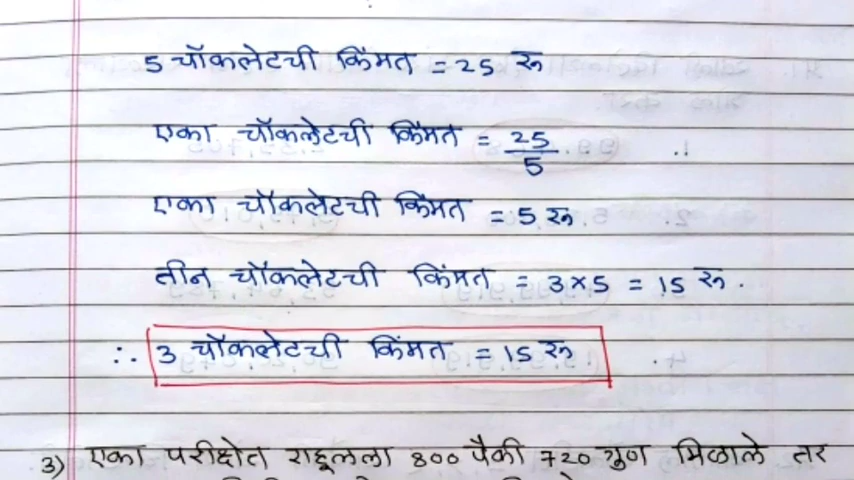 5 चॉकलेटची किंमत = 25 रू
एका चॉकलेटची किंमत = 25/5
एका चॉकलेटची किंमत = 5 रू
तीन चॉकलेटची किंमत = 3×5 = 15 रू.
∴ 3 चॉकलेटची किंमत = 15 रू
3) एका परीक्षेत राहूलला 800 पैकी 720 गुण मिळाले तर